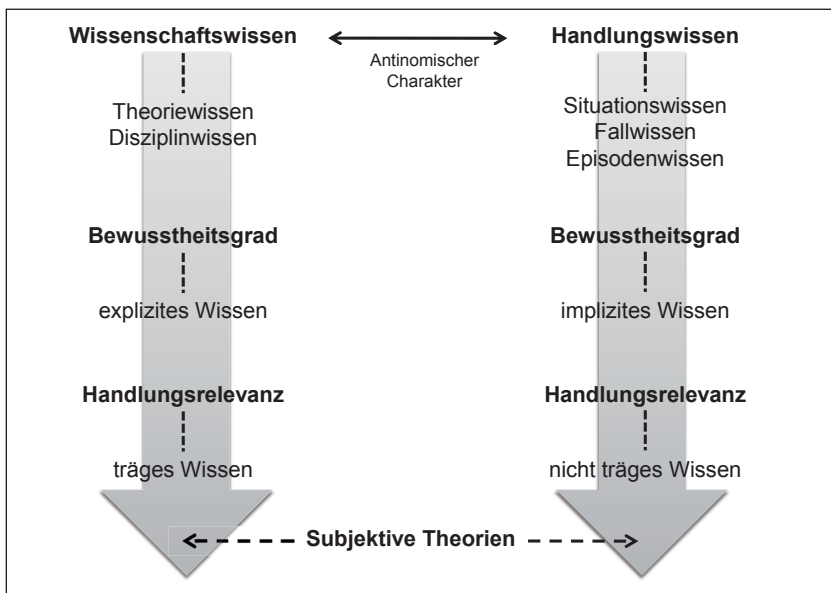 Wissenschaftswissen
Handlungswissen
Antinomischer
Charakter
Theoriewissen
Disziplinwissen
Situationswissen
Fallwissen
Episodenwissen
Bewusstheitsgrad
Bewusstheitsgrad
explizites Wissen
implizites Wissen
Handlungsrelevanz
Handlungsrelevanz
träges Wissen
nicht träges Wissen
Subjektive Theorien